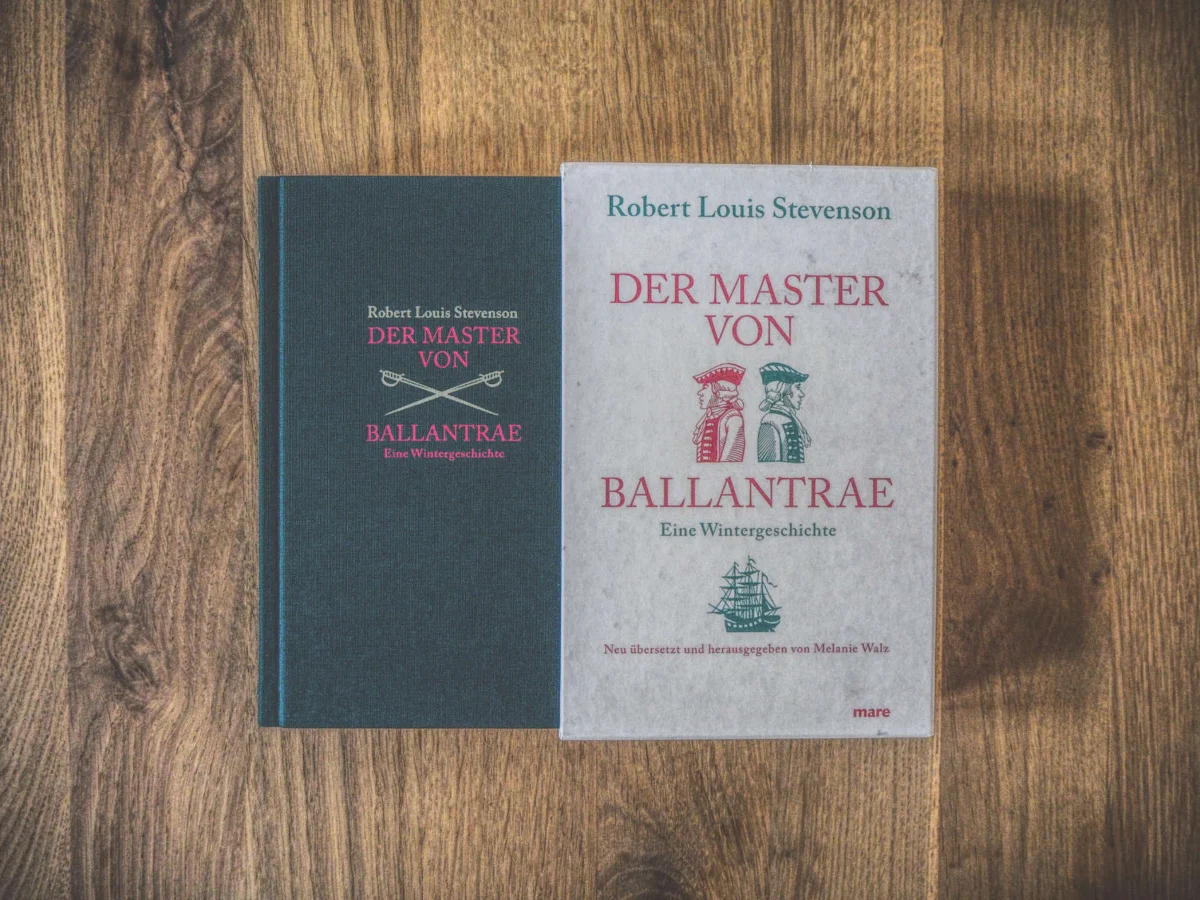 Robert Louis Stevenson
DER MASTER
VON
BALLANTRAE
Eine Wintergeschichte
Robert Louis Stevenson
DER MASTER
VON
BALLANTRAE
Eine Wintergeschichte
Neu übersetzt und herausgegeben von Melanie Walz
mare